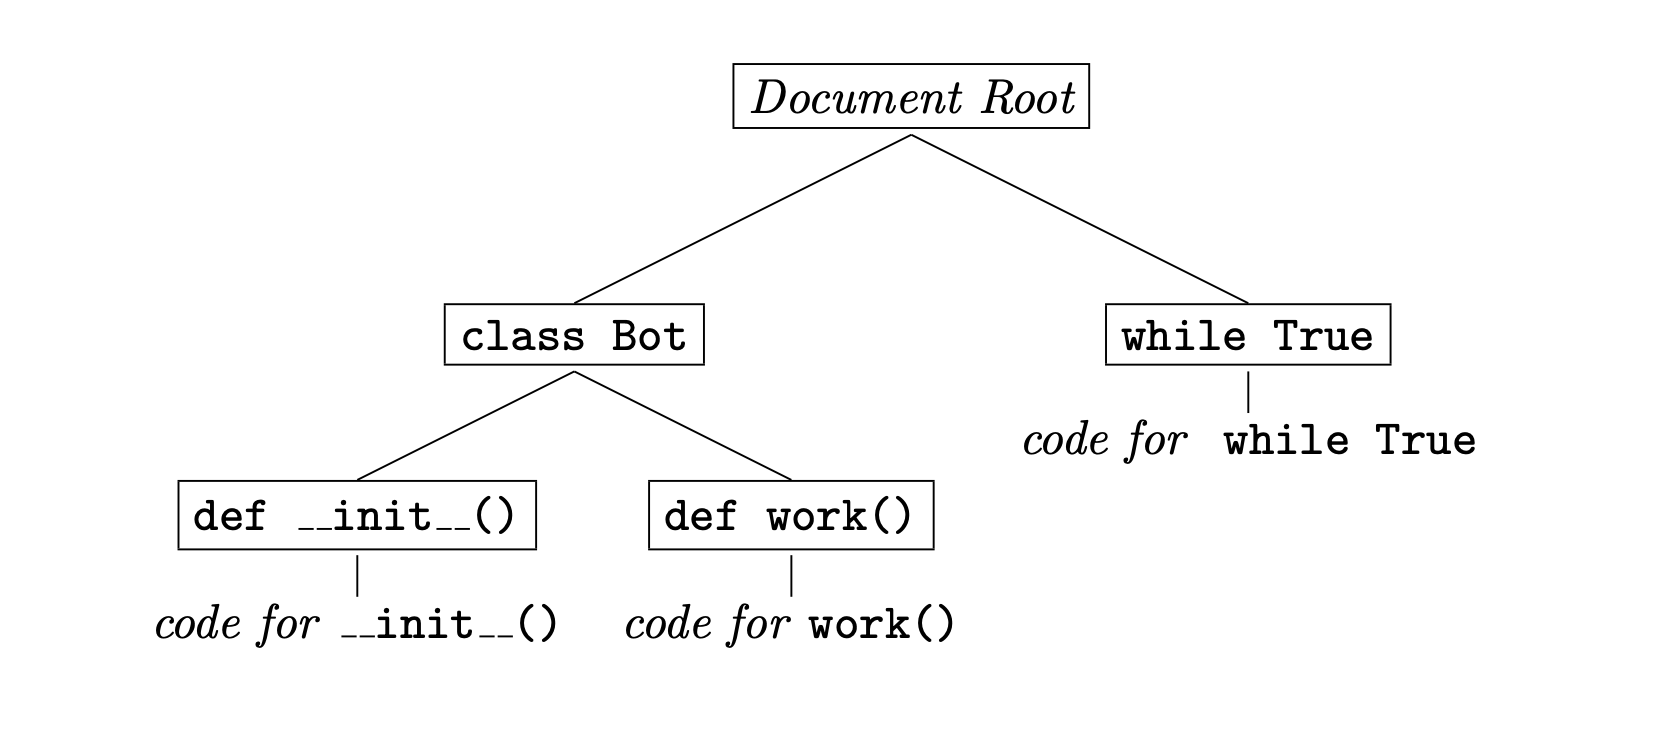 Document Root
class Bot
while True
code for while True
def __init__()
def work()
code for __init__()
code for work()